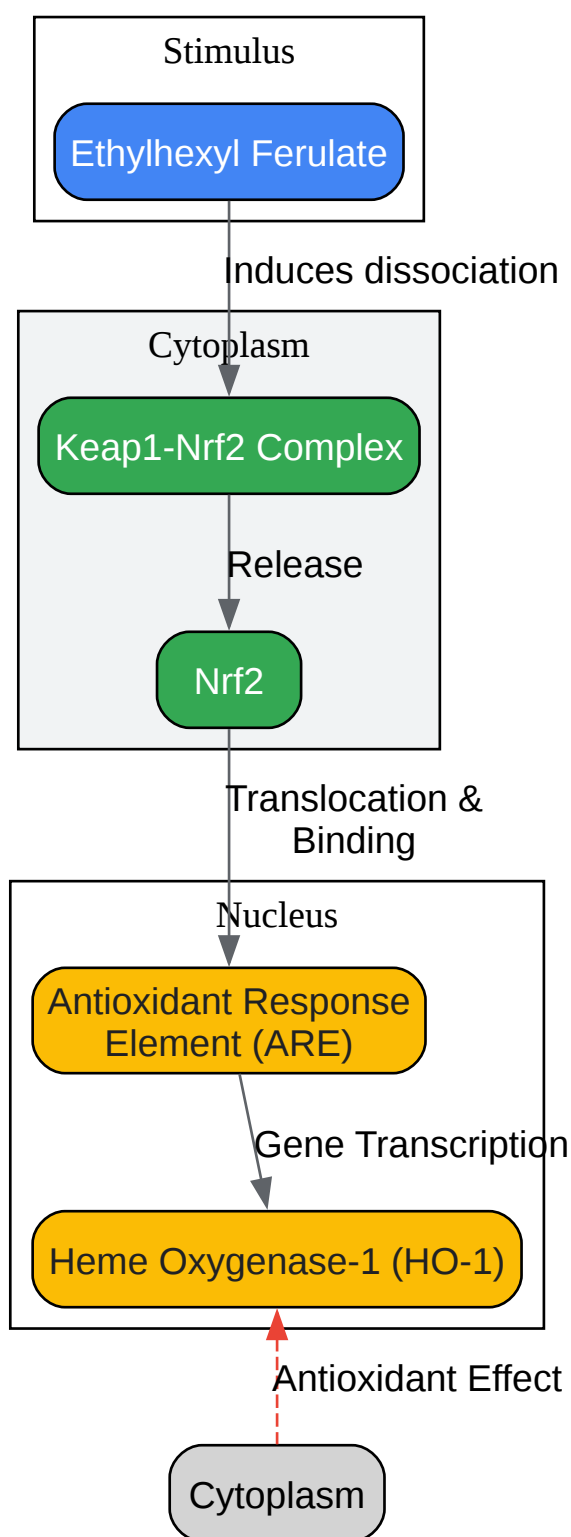 Stimulus
Ethylhexyl Ferulate
Induces dissociation
Cytoplasm
Keap1-Nrf2 Complex
Release
Nrf2
Translocation &
Binding
Nucleus
Antioxidant Response
Element (ARE)
Gene Transcription
Heme Oxygenase-1 (HO-1)
Antioxidant Effect
Cytoplasm